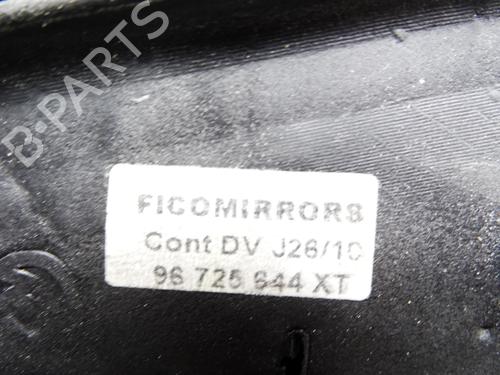 B-PARTS
FICOMIRRORS
Cont DV J26/10
96 725 644 XT